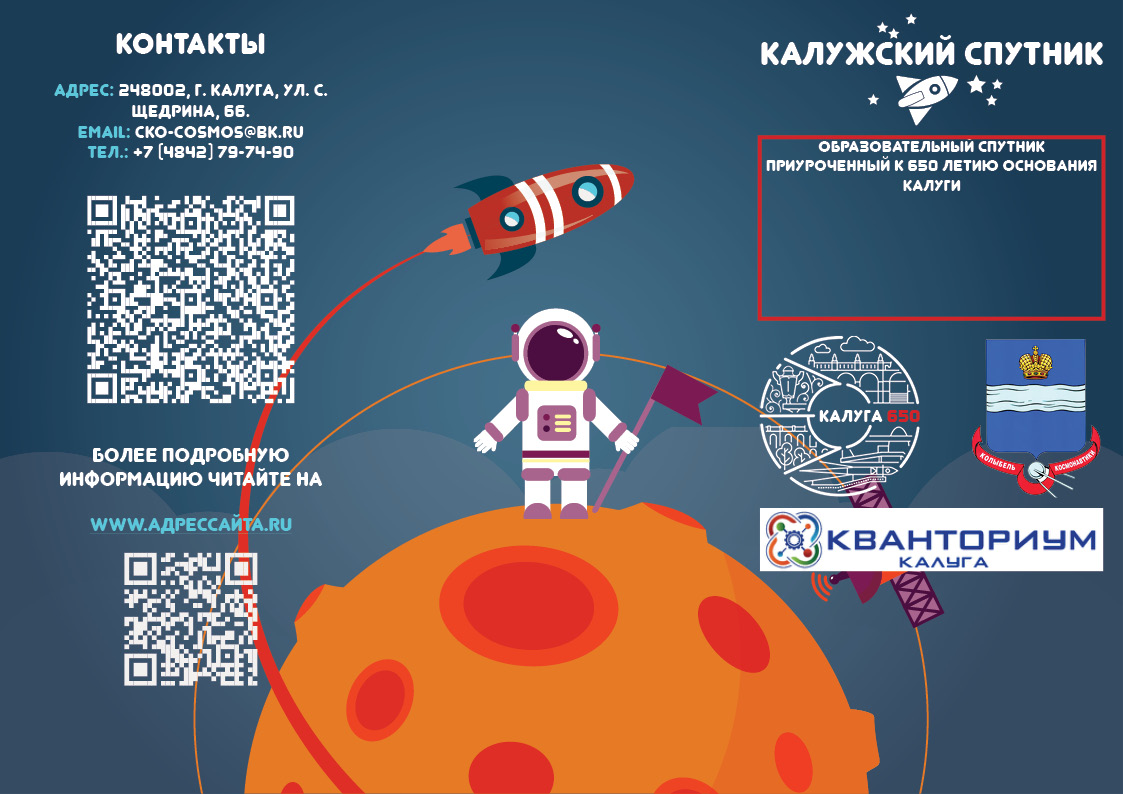 КОНТАКТЫ
АДРЕС: 248002, Г. КАЛУГА, УЛ. С.
ЩЕДРИНА, 66.
EMAIL: CKO-COSMOS@BK.RU
ТЕЛ.: +7 (4842) 79-74-90
БОЛЕЕ ПОДРОБНУЮ
ИНФОРМАЦИЮ ЧИТАЙТЕ НА
WWW.АДРЕССАЙТА.RU
КАЛУЖСКИЙ СПУТНИК
ОБРАЗОВАТЕЛЬНЫЙ СПУТНИК
ПРИУРОЧЕННЫЙ К 650 ЛЕТИЮ ОСНОВАНИЯ
КАЛУГИ
КАЛУГА 650
КОЛЫБЕЛЬ КОСМОНАВТИКИ
КВАНТОРИУМ
КАЛУГА